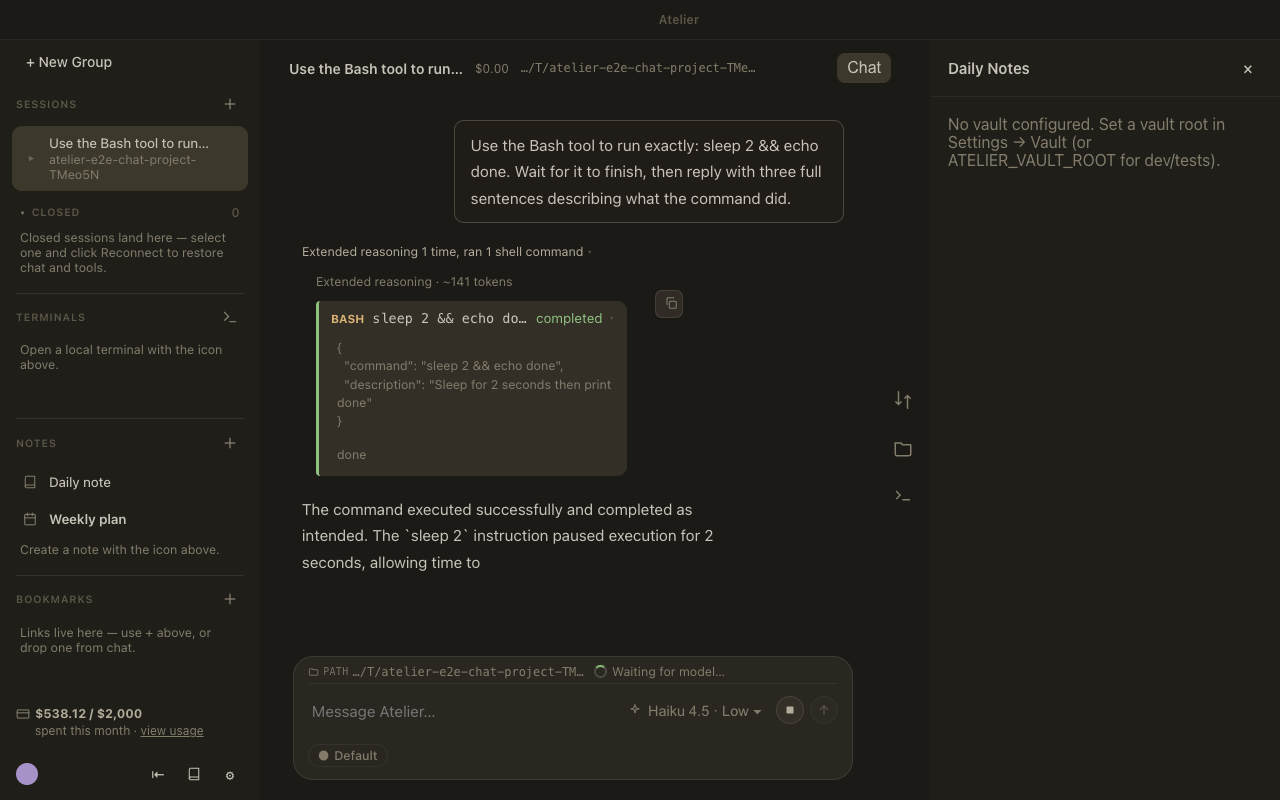 Atelier
+ New Group
SESSIONS
Use the Bash tool to run...
atelier-e2e-chat-project-
TMeo5N
CLOSED 0
Closed sessions land here — select
one and click Reconnect to restore
chat and tools.
TERMINALS
Open a local terminal with the icon
above.
NOTES
Daily note
Weekly plan
Create a note with the icon above.
BOOKMARKS
Links live here — use + above, or
drop one from chat.
$538.12 / $2,000
spent this month · view usage
Use the Bash tool to run... $0.00 …/T/atelier-e2e-chat-project-TMe…
Chat
Use the Bash tool to run exactly: sleep 2 && echo
done. Wait for it to finish, then reply with three full
sentences describing what the command did.
Extended reasoning 1 time, ran 1 shell command ·
Extended reasoning · ~141 tokens
BASH sleep 2 && echo do… completed ·
{
"command": "sleep 2 && echo done",
"description": "Sleep for 2 seconds then print
done"
}
done
The command executed successfully and completed as
intended. The `sleep 2` instruction paused execution for 2
seconds, allowing time to
PATH …/T/atelier-e2e-chat-project-TM… Waiting for model...
Message Atelier...
Haiku 4.5 · Low
Default
Daily Notes ×
No vault configured. Set a vault root in
Settings → Vault (or
ATELIER_VAULT_ROOT for dev/tests).